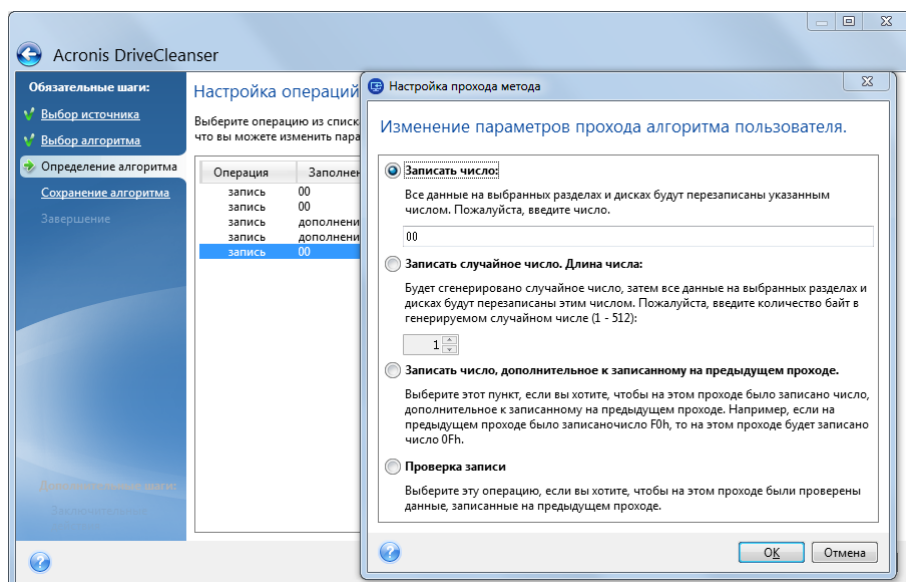 Acronis DriveCleanser
Обязательные шаги:
Выбор источника
Выбор алгоритма
Определение алгоритма
Сохранение алгоритма
Завершение
Настройка операций
Выберите операцию из списк
что вы можете изменить пара
Операция Заполнен
запись 00
запись 00
запись дополнени
запись дополнени
запись 00
Настройка прохода метода
Изменение параметров прохода алгоритма пользователя.
Записать число:
Все данные на выбранных разделах и дисках будут перезаписаны указанным
числом. Пожалуйста, введите число.
00
Записать случайное число. Длина числа:
Будет сгенерировано случайное число, затем все данные на выбранных разделах и
дисках будут перезаписаны этим числом. Пожалуйста, введите количество байт в
генерируемом случайном числе (1 - 512):
1
Записать число, дополнительное к записанному на предыдущем проходе.
Выберите этот пункт, если вы хотите, чтобы на этом проходе было записано число,
дополнительное к записанному на предыдущем проходе. Например, если на
предыдущем проходе было записаночисло F0h, то на этом проходе будет записано
число 0Fh.
Проверка записи
Выберите эту операцию, если вы хотите, чтобы на этом проходе были проверены
данные, записанные на предыдущем проходе.
OK Отмена